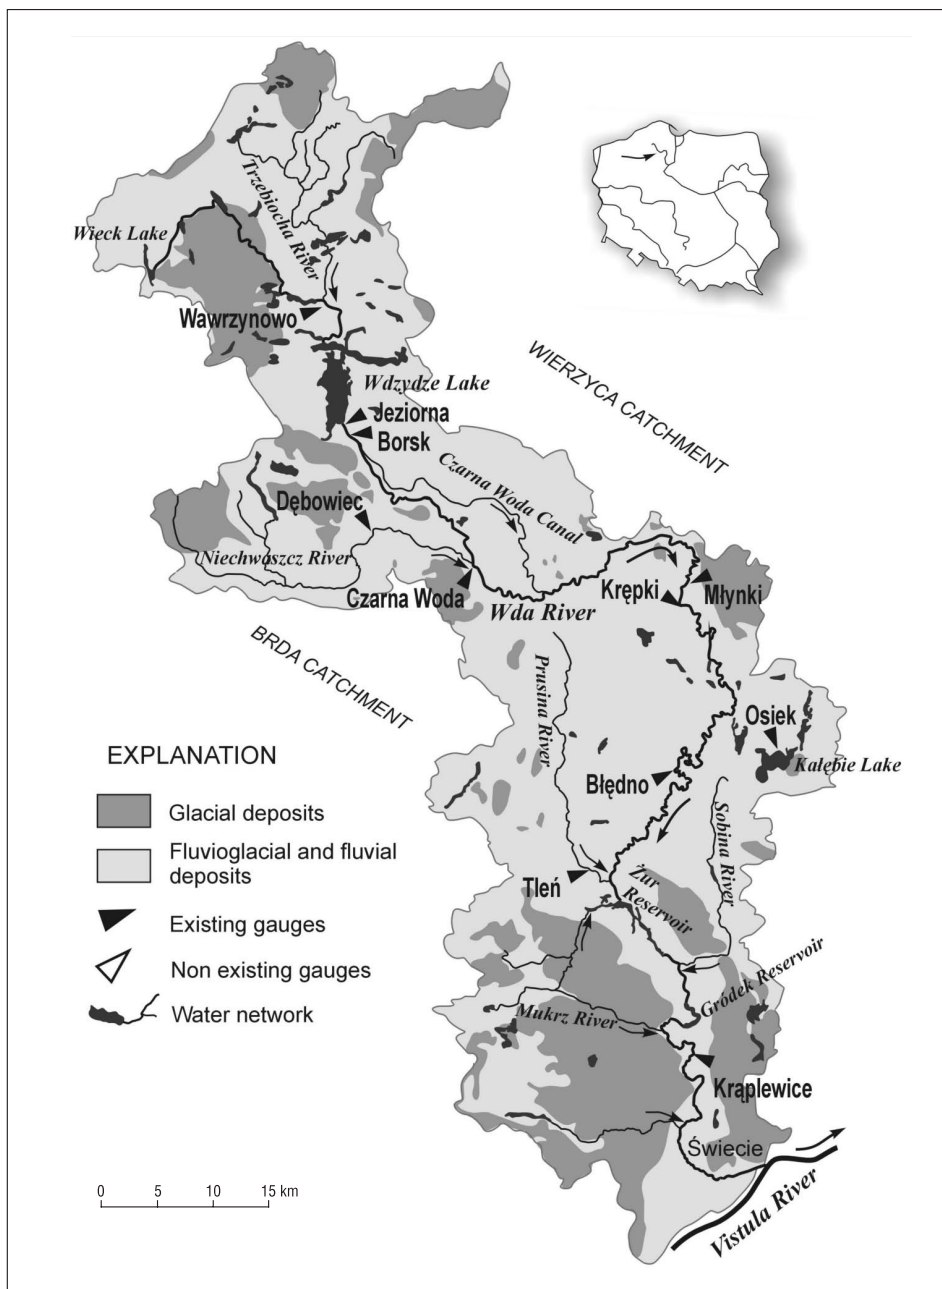 Trzebiocha River
Wieck Lake
Wawrzynowo
WIERZYCA CATCHMENT
Wdzydze Lake
Jeziorna
Borsk
Czarna Woda Canal
Dębowiec
Niechwaszcz River
Czarna Woda
Wda River
Krępki
Młynki
BRDA CATCHMENT
Prusina River
Osiek
Kałębie Lake
Błędno
Sobina River
EXPLANATION
Glacial deposits
Fluvioglacial and fluvial
deposits
Existing gauges
Non existing gauges
Water network
Tleń
Żur
Reservoir
Gródek Reservoir
Mukrz River
Krąplewice
Świecie
Vistula River
0 5 10 15 km